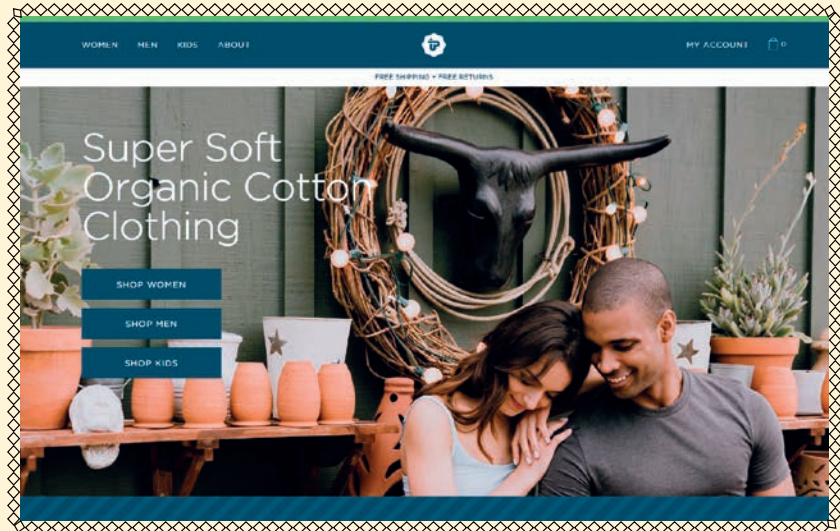 WOMEN MEN KIDS ABOUT
MY ACCOUNT 0
FREE SHIPPING + FREE RETURNS
Super Soft
Organic Cotton
Clothing
SHOP WOMEN
SHOP MEN
SHOP KIDS